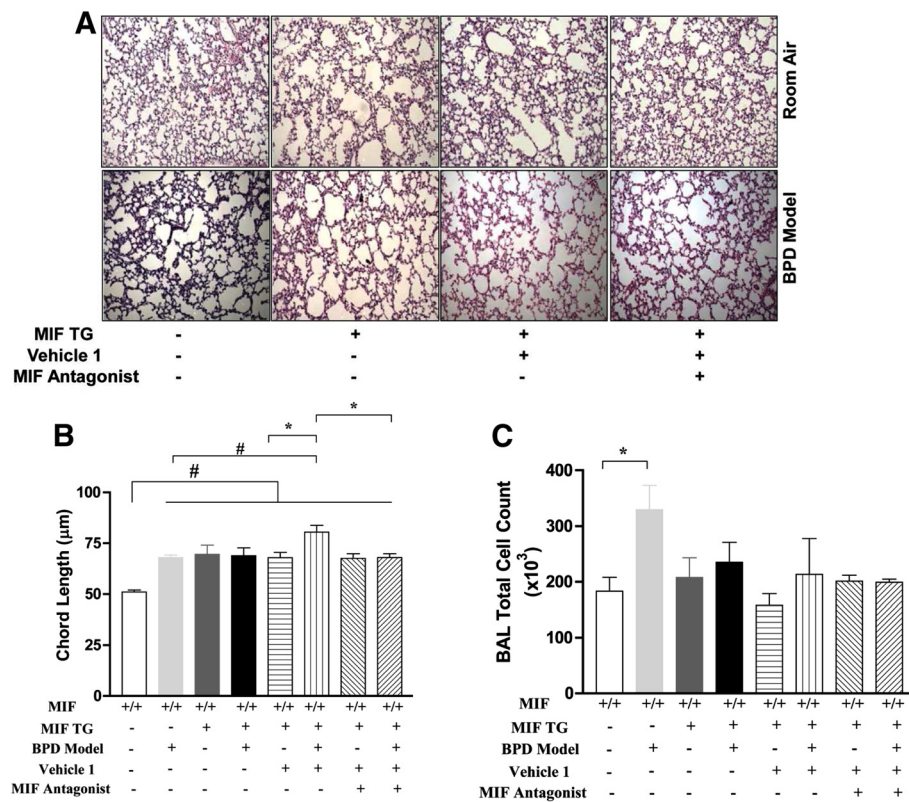 A
Room Air
BPD Model
MIF TG - + + +
Vehicle 1 - - + +
MIF Antagonist - - - +
B
* 
*
#
#
Chord Length (µm)
100
75
50
25
0
MIF +/+ +/+ +/+ +/+ +/+ +/+ +/+ +/+
MIF TG - - + + + + + +
BPD Model - + - + - + - +
Vehicle 1 - - - - + + + +
MIF Antagonist - - - - - - + +
C
*
BAL Total Cell Count
(x10³)
400
300
200
100
0
MIF +/+ +/+ +/+ +/+ +/+ +/+ +/+ +/+
MIF TG - - + + + + + +
BPD Model - + - + - + - +
Vehicle 1 - - - - + + + +
MIF Antagonist - - - - - - + +